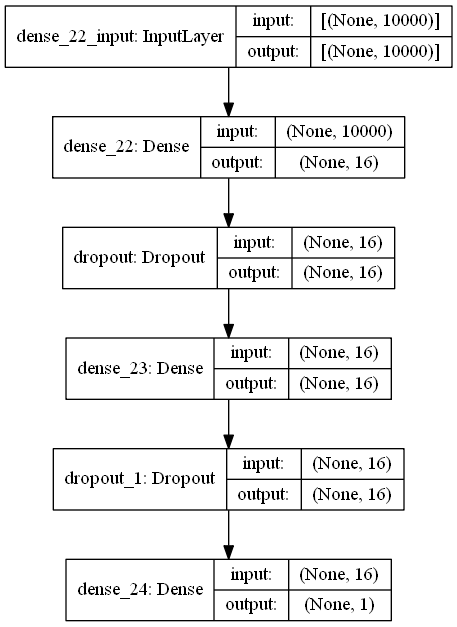 dense_22_input: InputLayer
input: [(None, 10000)]
output: [(None, 10000)]
dense_22: Dense
input: (None, 10000)
output: (None, 16)
dropout: Dropout
input: (None, 16)
output: (None, 16)
dense_23: Dense
input: (None, 16)
output: (None, 16)
dropout_1: Dropout
input: (None, 16)
output: (None, 16)
dense_24: Dense
input: (None, 16)
output: (None, 1)